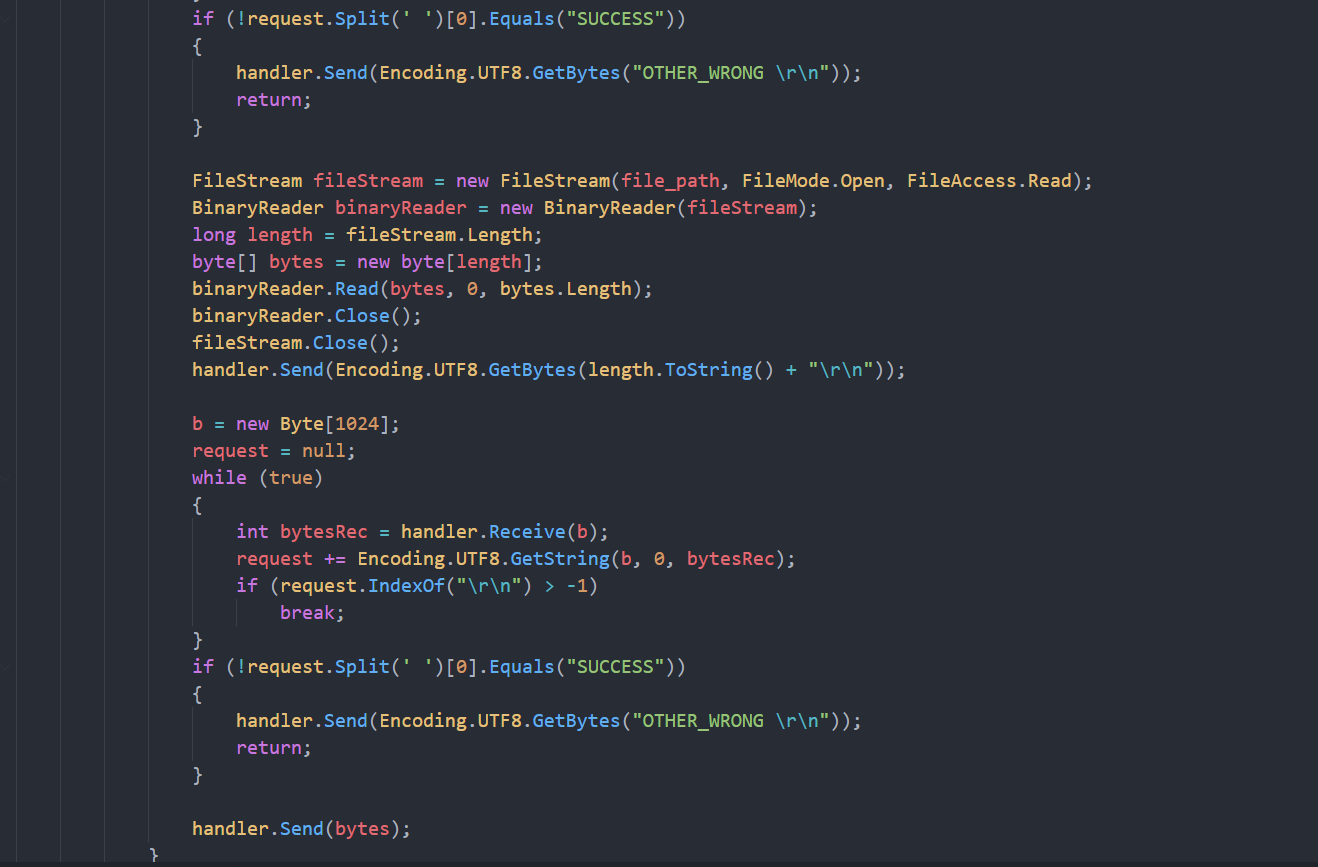 if (!request.Split(' ')[0].Equals("SUCCESS"))
{
handler.Send(Encoding.UTF8.GetBytes("OTHER_WRONG \r\n"));
return;
}
FileStream fileStream = new FileStream(file_path, FileMode.Open, FileAccess.Read);
BinaryReader binaryReader = new BinaryReader(fileStream);
long length = fileStream.Length;
byte[] bytes = new byte[length];
binaryReader.Read(bytes, 0, bytes.Length);
binaryReader.Close();
fileStream.Close();
handler.Send(Encoding.UTF8.GetBytes(length.ToString() + "\r\n"));
b = new Byte[1024];
request = null;
while (true)
{
int bytesRec = handler.Receive(b);
request += Encoding.UTF8.GetString(b, 0, bytesRec);
if (request.IndexOf("\r\n") > -1)
break;
}
if (!request.Split(' ')[0].Equals("SUCCESS"))
{
handler.Send(Encoding.UTF8.GetBytes("OTHER_WRONG \r\n"));
return;
}
handler.Send(bytes);
}